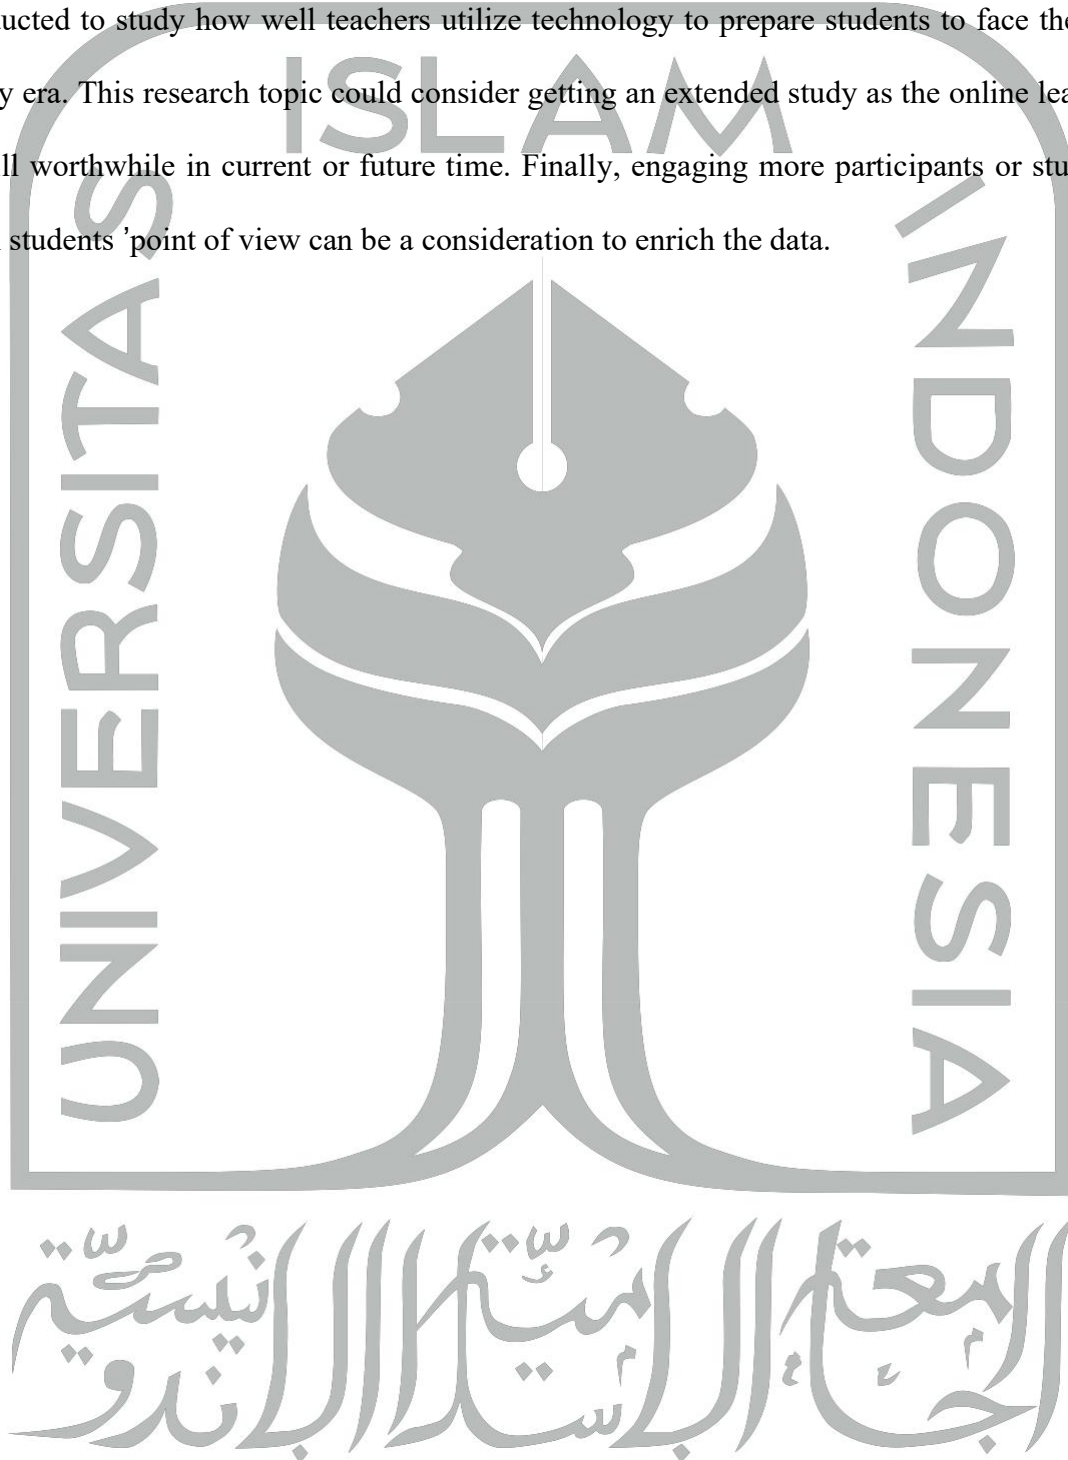 ucted to study how well teachers utilize technology to prepare students to face the
y era. This research topic could consider getting an extended study as the online lea
ll worthwhile in current or future time. Finally, engaging more participants or stu
students 'point of view can be a consideration to enrich the data.
ISLAM
UNIVERSITAS
INDONESIA
الجامعة الإسلامية الإندونيسية